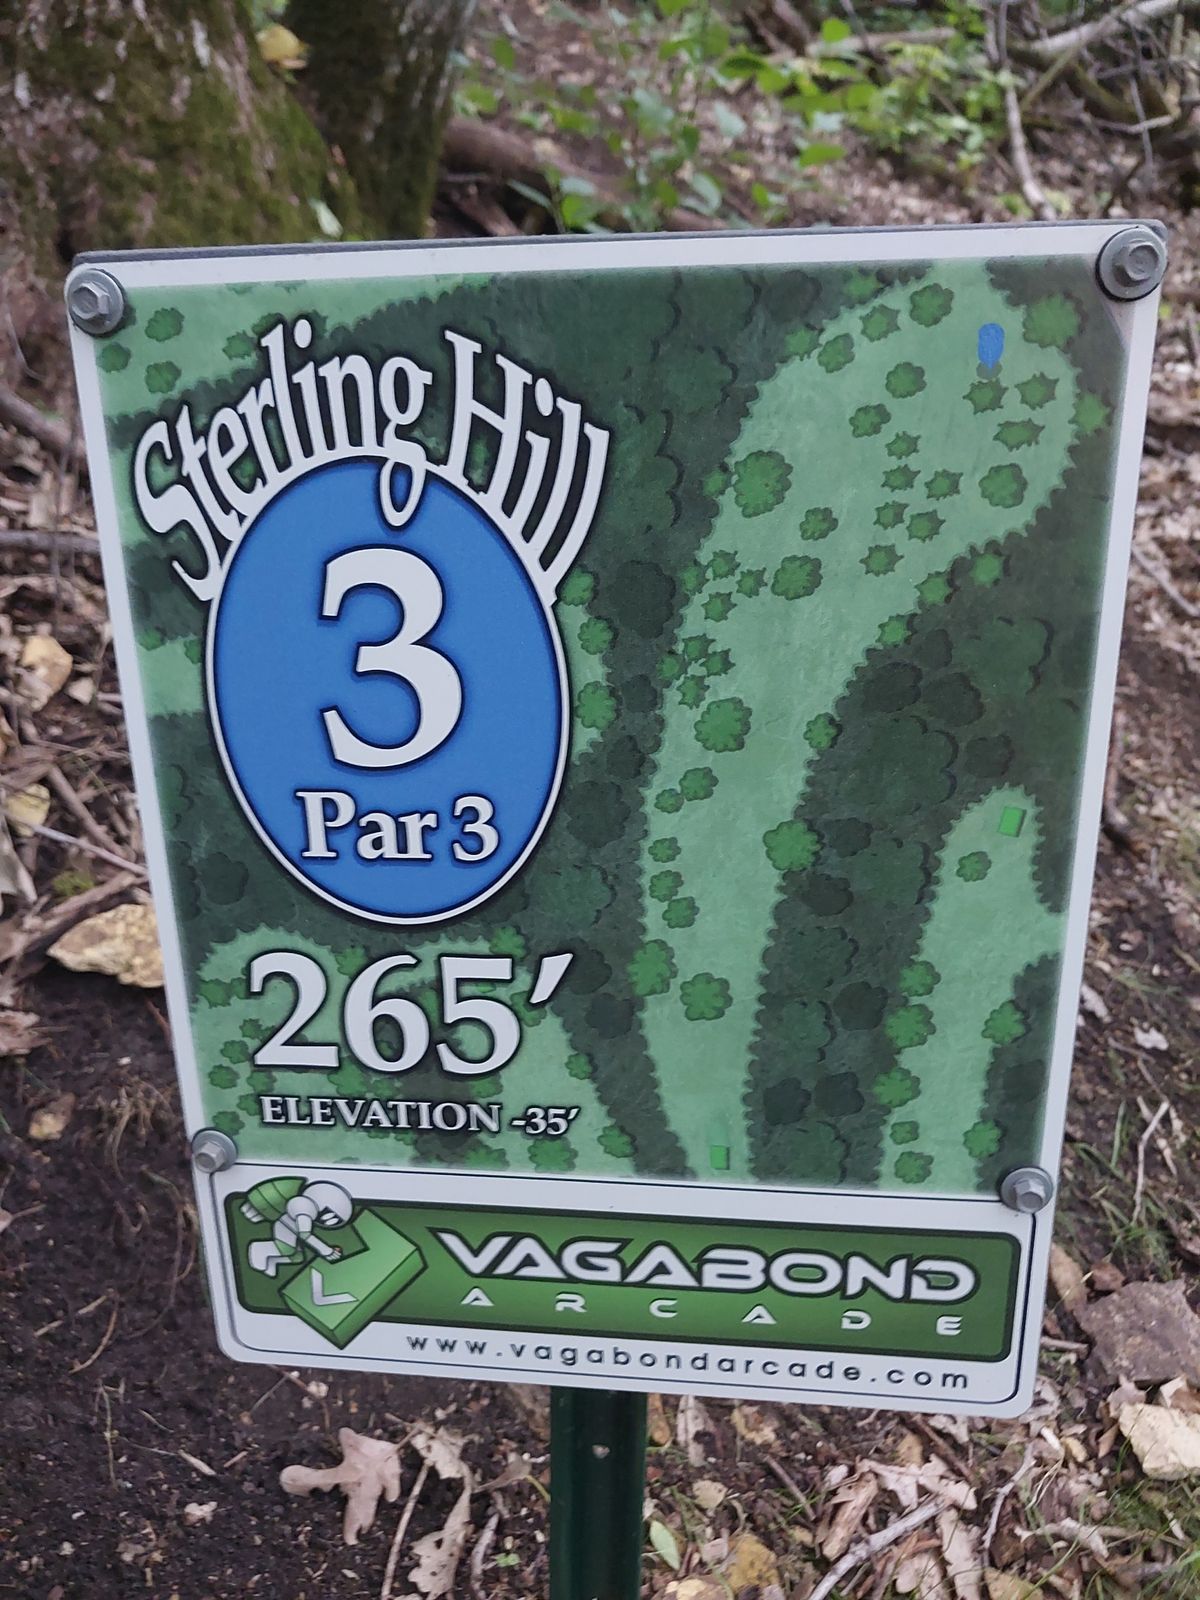 Sterling Hill
3
Par 3
265′
ELEVATION -35′
L
VAGABOND
ARCADE
www.vagabondarcade.com